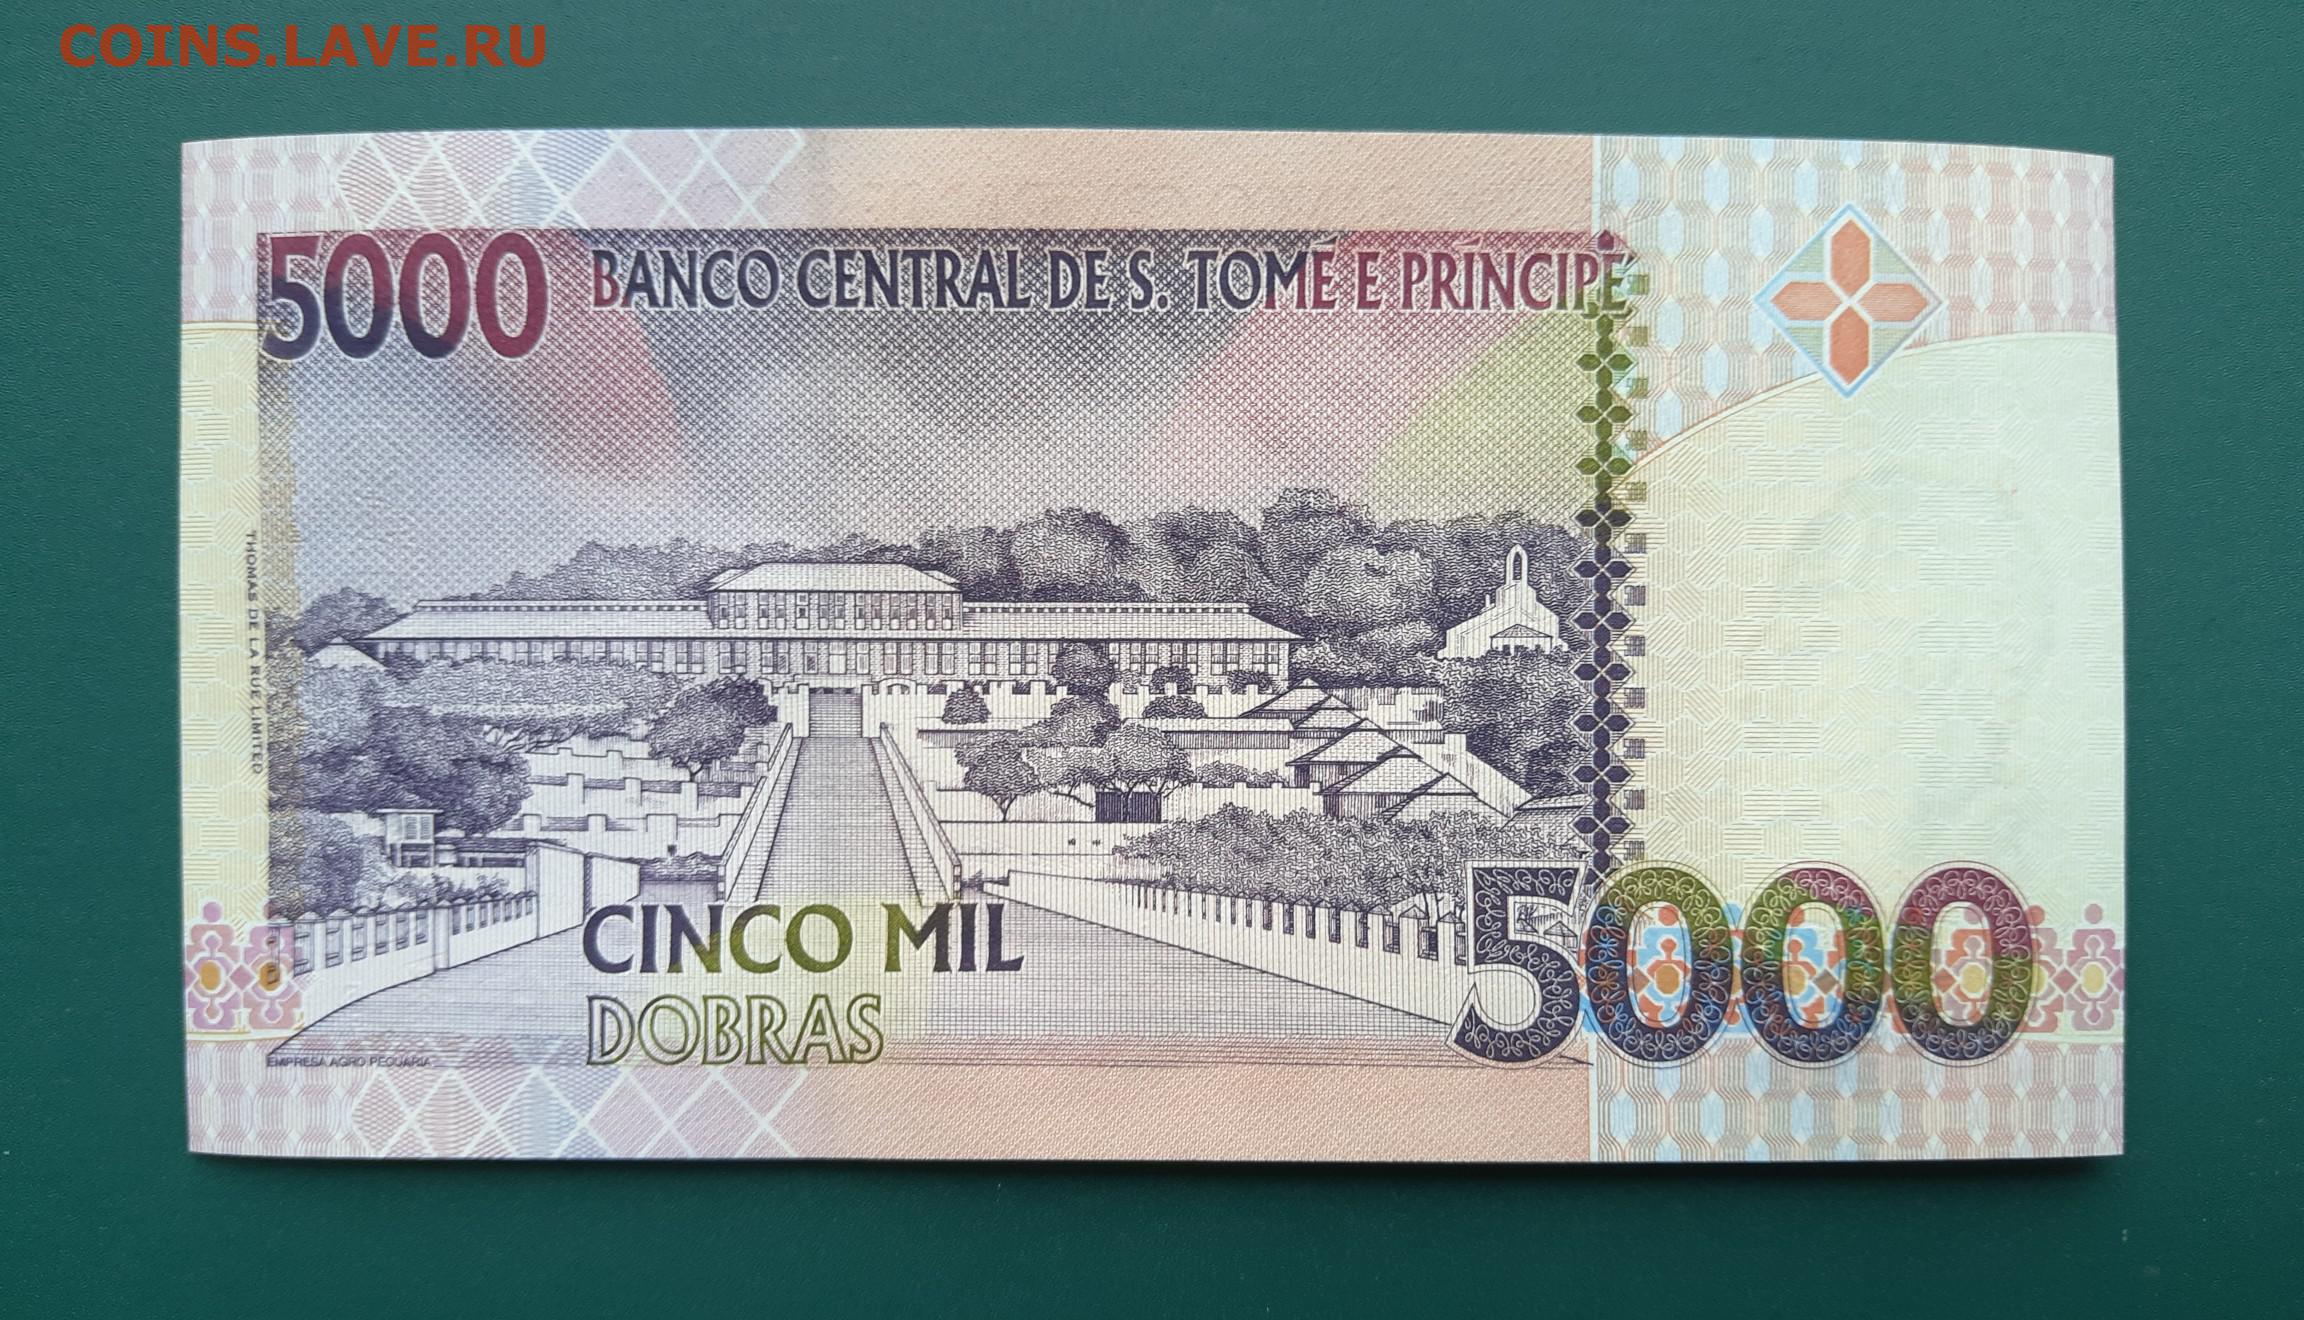 COINS.LAVE.RU
5000
BANCO CENTRAL DE S. TOMÉ E PRÍNCIPE
THOMAS DE LA RUE LIMITED
CINCO MIL
DOBRAS
5000
EMPRESA AGRO PECUÁRIA